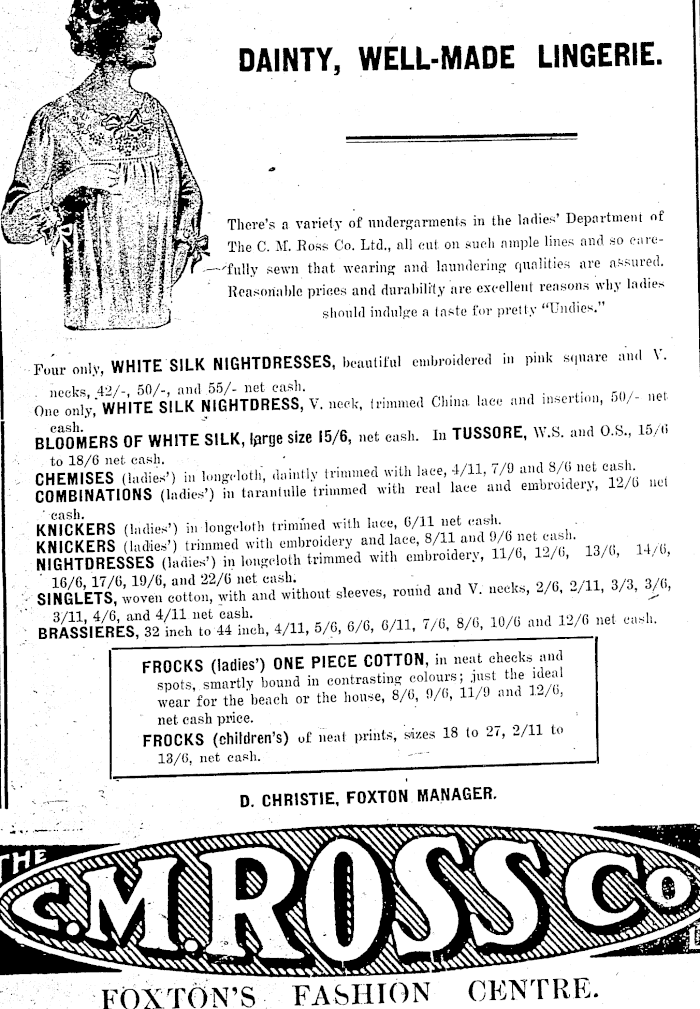 DAINTY, WELL-MADE LINGERIE.
There's a variety of undergarments in the ladies' Department of
The C. M. Ross Co. Ltd., all cut on such ample lines and so care-
fully sewn that wearing and laundering qualities are assured.
Reasonable prices and durability are excellent reasons why ladies
should indulge a taste for pretty "Undies."
Four only, WHITE SILK NIGHTDRESSES, beautiful embroidered in pink square and V.
necks, 42/-, 50/-, and 55/- net cash.
One only, WHITE SILK NIGHTDRESS, V. neck, trimmed China lace and insertion, 50/- net
cash.
BLOOMERS OF WHITE SILK, large size 15/6, net cash. In TUSSORE, W.S. and O.S., 15/6
to 18/6 net cash.
CHEMISES (ladies') in longcloth, daintly trimmed with lace, 4/11, 7/9 and 8/6 net cash.
COMBINATIONS (ladies') in tarantulle trimmed with real lace and embroidery, 12/6 net
cash.
KNICKERS (ladies') in longcloth trimmed with lace, 6/11 net cash.
KNICKERS (ladies') trimmed with embroidery and lace, 8/11 and 9/6 net cash.
NIGHTDRESSES (ladies') in longcloth trimmed with embroidery, 11/6, 12/6, 13/6, 14/6,
16/6, 17/6, 19/6, and 22/6 net cash.
SINGLETS, woven cotton, with and without sleeves, round and V. necks, 2/6, 2/11, 3/3, 3/6,
3/11, 4/6, and 4/11 net cash.
BRASSIERES, 32 inch to 44 inch, 4/11, 5/6, 6/6, 6/11, 7/6, 8/6, 10/6 and 12/6 net cash.
FROCKS (ladies') ONE PIECE COTTON, in neat checks and
spots, smartly bound in contrasting colours; just the ideal
wear for the beach or the house, 8/6, 9/6, 11/9 and 12/6,
net cash price.
FROCKS (children's) of neat prints, sizes 18 to 27, 2/11 to
13/6, net cash.
D. CHRISTIE, FOXTON MANAGER.
THE
C.M. ROSS CO
FOXTON'S FASHION CENTRE.